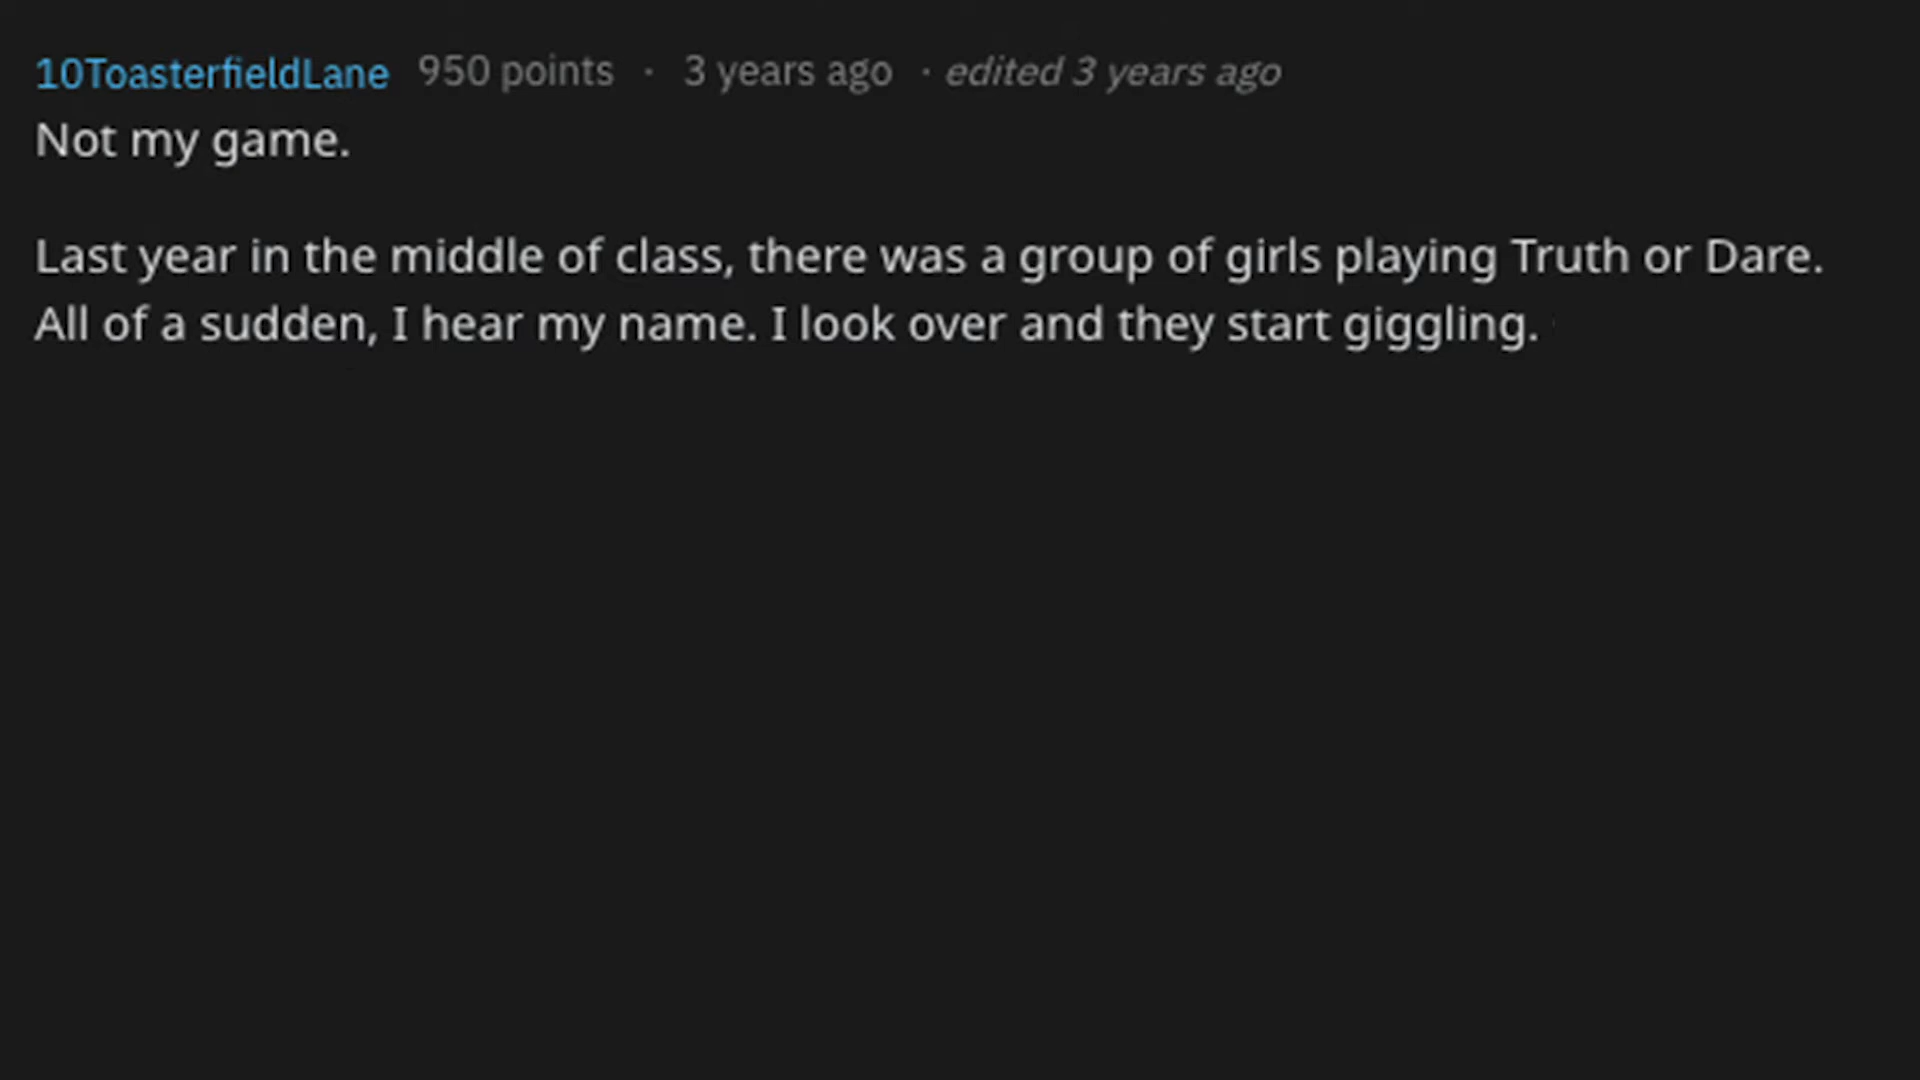 10ToasterfieldLane 950 points · 3 years ago · edited 3 years ago
Not my game.
Last year in the middle of class, there was a group of girls playing Truth or Dare.
All of a sudden, I hear my name. I look over and they start giggling.